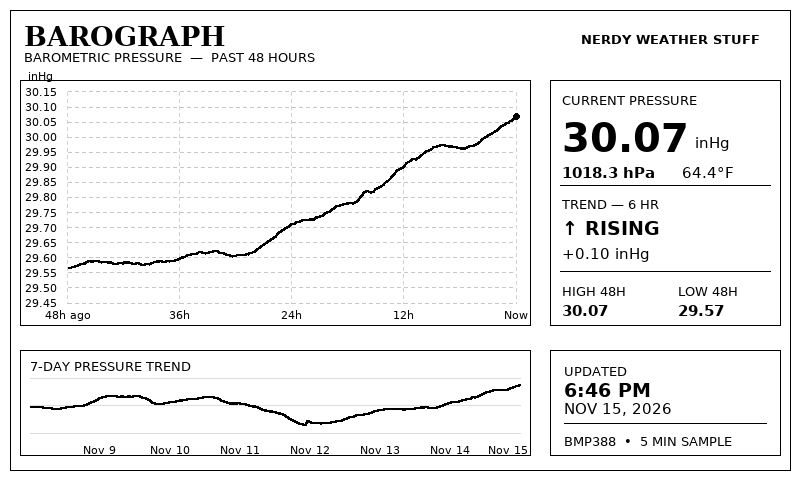 BAROGRAPH
BAROMETRIC PRESSURE — PAST 48 HOURS
NERDY WEATHER STUFF
inHg
30.15
30.10
30.05
30.00
29.95
29.90
29.85
29.80
29.75
29.70
29.65
29.60
29.55
29.50
29.45
48h ago 36h 24h 12h Now
CURRENT PRESSURE
30.07 inHg
1018.3 hPa 64.4°F
TREND — 6 HR
↑ RISING
+0.10 inHg
HIGH 48H LOW 48H
30.07 29.57
7-DAY PRESSURE TREND
Nov 9 Nov 10 Nov 11 Nov 12 Nov 13 Nov 14 Nov 15
UPDATED
6:46 PM
NOV 15, 2026
BMP388 • 5 MIN SAMPLE